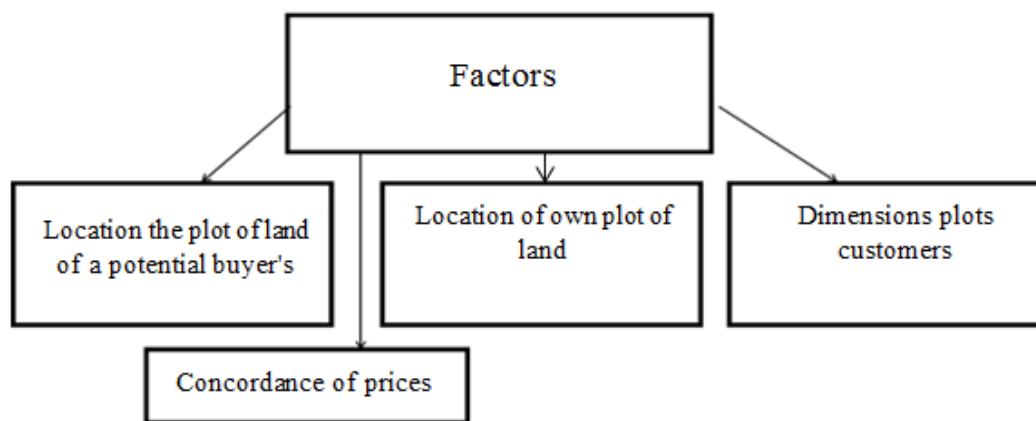 Factors
Location the plot of land
of a potential buyer's
Location of own plot of
land
Dimensions plots
customers
Concordance of prices